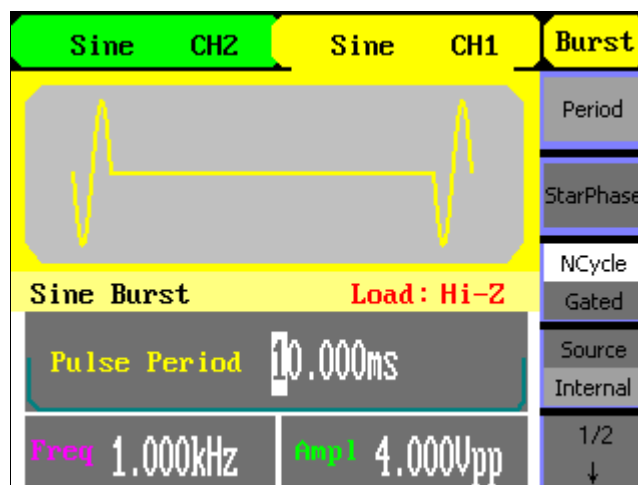 Sine CH2 Sine CH1 Burst
Period
StarPhase
NCycle
Gated
Sine Burst Load: Hi-Z
Pulse Period 10.000ms
Source
Internal
Freq 1.000kHz Ampl 4.000Vpp
1/2
↓